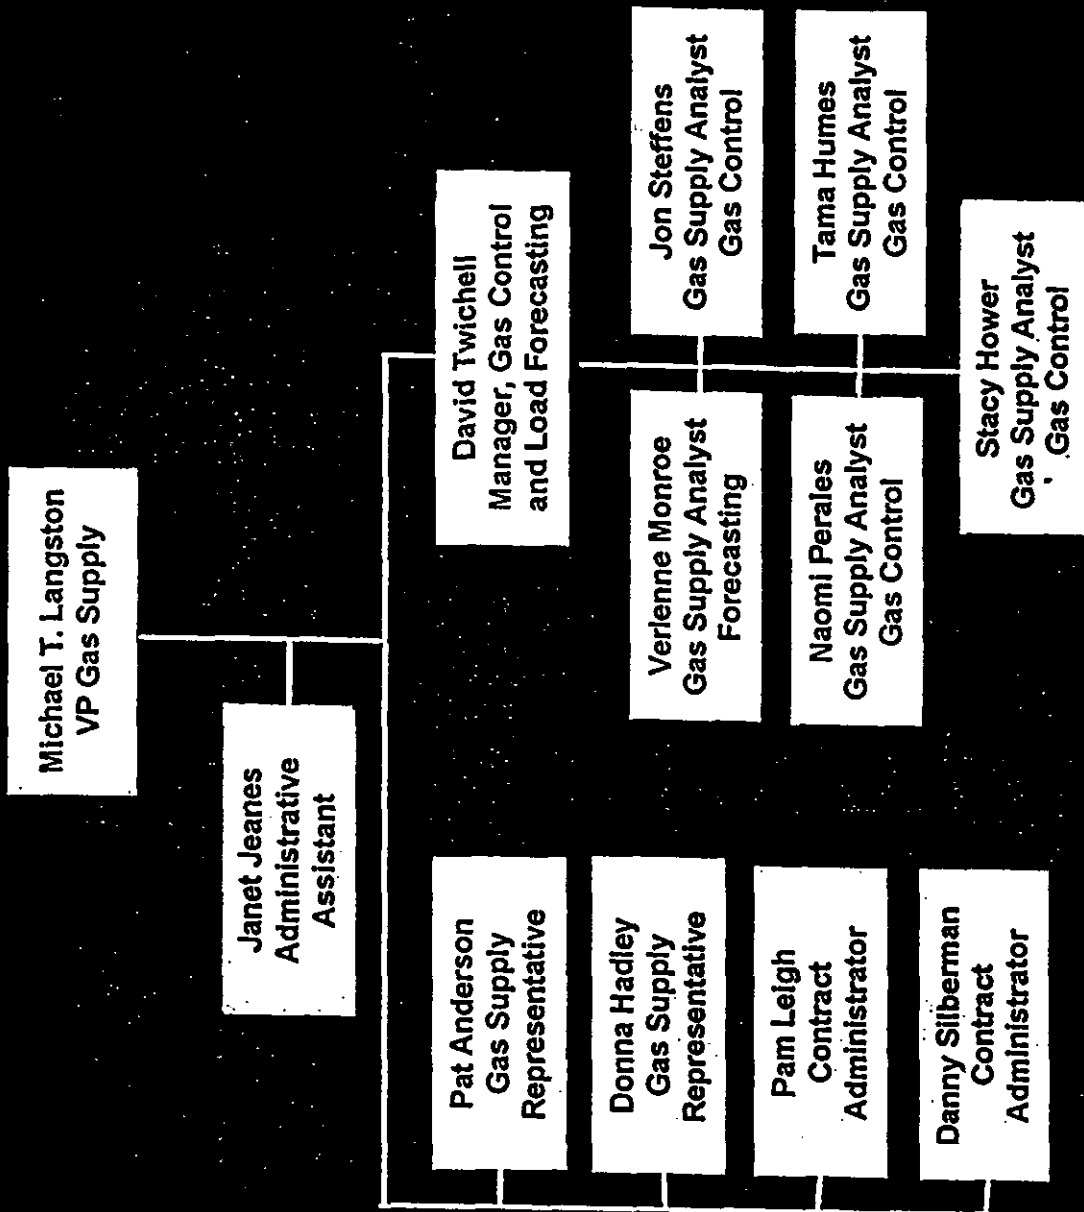 Michael T. Langston
VP Gas Supply
Janet Jeanes
Administrative
Assistant
Pat Anderson
Gas Supply
Representative
Donna Hadley
Gas Supply
Representative
Pam Leigh
Contract
Administrator
Danny Silberman
Contract
Administrator
David Twichell
Manager, Gas Control
and Load Forecasting
Verlenne Monroe
Gas Supply Analyst
Forecasting
Jon Steffens
Gas Supply Analyst
Gas Control
Naomi Perales
Gas Supply Analyst
Gas Control
Tama Humes
Gas Supply Analyst
Gas Control
Stacy Hower
Gas Supply Analyst
Gas Control